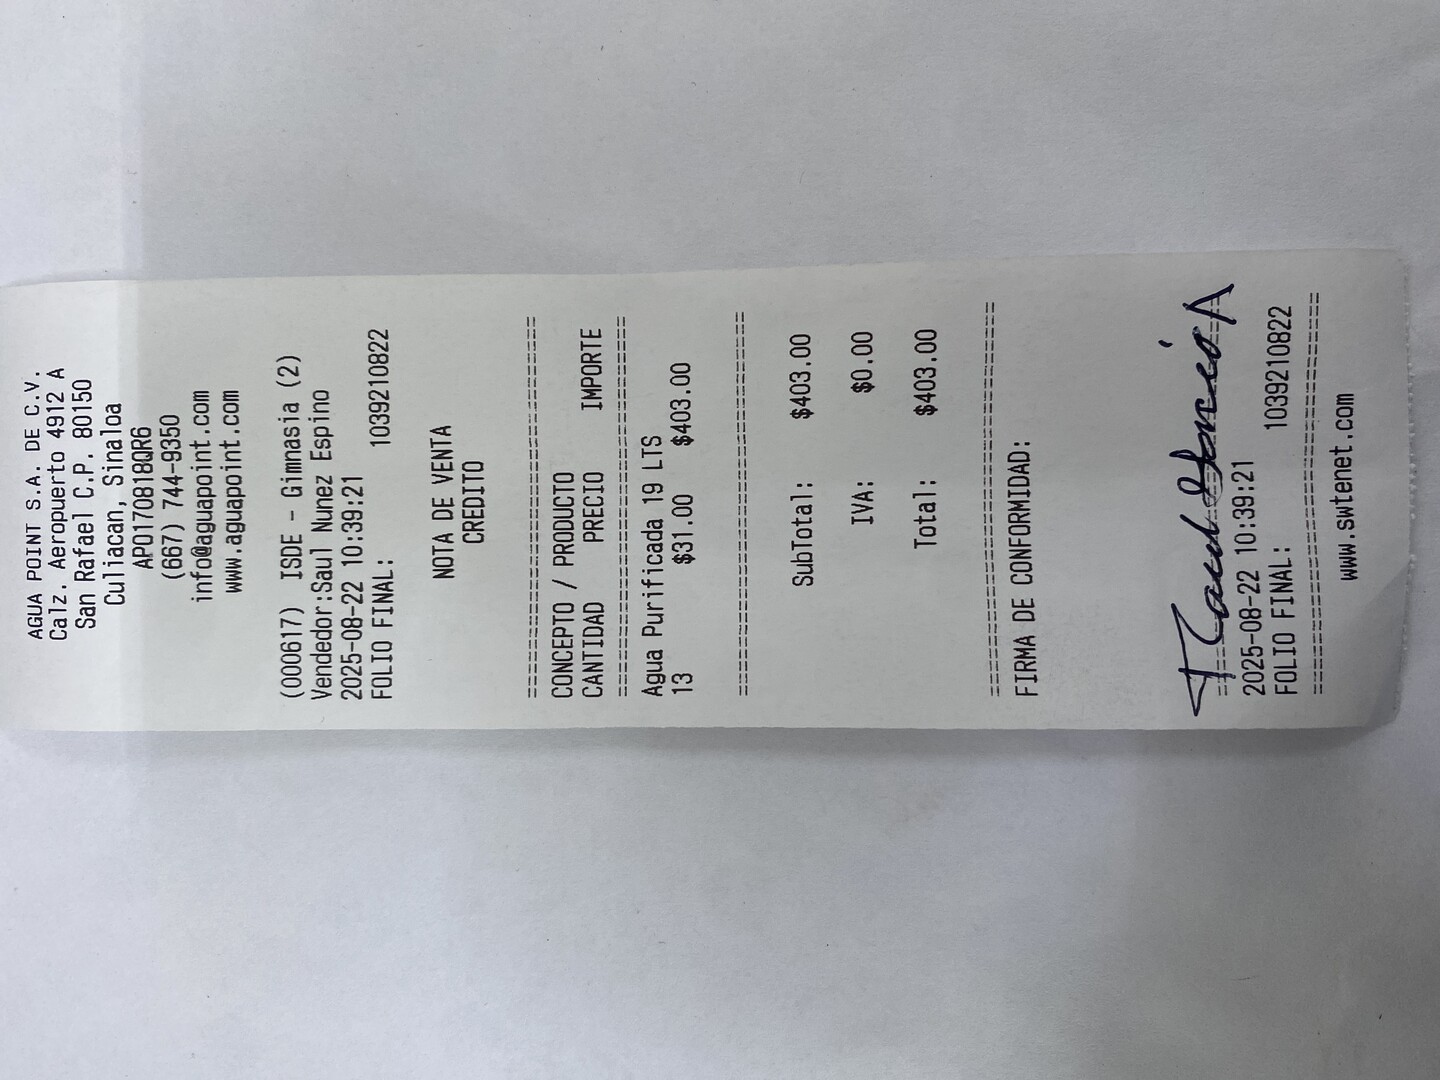 AGUA POINT S.A. DE C.V.
Calz. Aeropuerto 4912 A
San Rafael C.P. 80150
Culiacan, Sinaloa
APO170818QR6
(667) 744-9350
info@aguapoint.com
www.aguapoint.com
(000617) ISDE - Gimnasia (2)
Vendedor:Saul Nunez Espino
2025-08-22 10:39:21
FOLIO FINAL: 1039210822
NOTA DE VENTA
CREDITO
CONCEPTO / PRODUCTO
CANTIDAD PRECIO IMPORTE
Agua Purificada 19 LTS
13 $31.00 $403.00
SubTotal: $403.00
IVA: $0.00
Total: $403.00
FIRMA DE CONFORMIDAD:
2025-08-22 10:39:21
FOLIO FINAL: 1039210822
www.swtenet.com